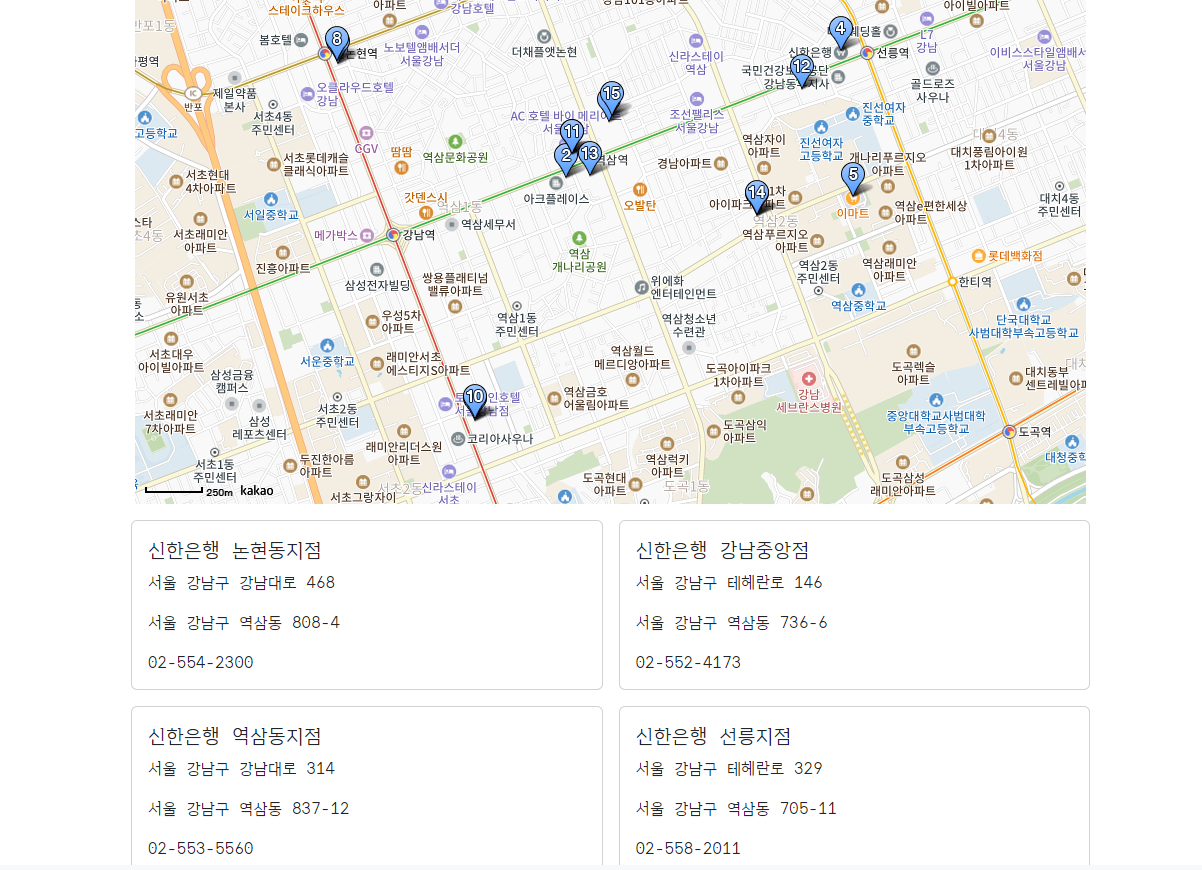 스테이크하우스
아파트
강남호텔
아이빌아파트
반포1동
봄호텔
8
논현역
노보텔앰배서더
서울강남
더채플앳논현
신라스테이
역삼
4
웨딩홀
신한은행
선릉역
L7
강남
이비스스타일앰배서
서울강남
평역
IC
반포
제일약품
본사
오클라우드호텔
강남
12
국민건강보험공단
골드로즈
사우나
15
AC 호텔 바이 메리어트
조선팰리스
서울강남
진선여자
중학교
고등학교
서초4동
주민센터
CGV
11
역삼자이
아파트
진선여자
고등학교
대치4동
대치풍림아이원
1차아파트
서초롯데캐슬
클래식아파트
땀땀
역삼문화공원
2
13
역삼역
경남아파트
개나리푸르지오
아파트
5
서초현대
4차아파트
갓덴스시
아크플레이스
오발탄
14
1차
이마트
대치4동
주민센터
서일중학교
역삼1동
역삼세무서
역삼2동
역삼e편한세상
아파트
서초4동
서초래미안
아파트
메가박스
강남역
역삼푸르지오
아파트
역삼
개나리공원
진흥아파트
삼성전자빌딩
쌍용플래티넘
밸류아파트
위에화
엔터테인먼트
역삼2동
주민센터
역삼래미안
아파트
롯데백화점
한티역
유원서초
아파트
우성5차
아파트
역삼1동
주민센터
역삼청소년
수련관
역삼중학교
단국대학교
사범대학부속고등학교
서초대우
아이빌아파트
서운중학교
래미안서초
에스티지S아파트
역삼월드
메르디앙아파트
도곡아이파크
1차아파트
도곡렉슬
아파트
대치동부
센트레빌아파
삼성금융
캠퍼스
10
역삼금호
어울림아파트
강남
세브란스병원
서초래미안
7차아파트
삼성
레포츠센터
서초2동
주민센터
코리아사우나
도곡삼익
아파트
중앙대학교사범대학
부속고등학교
도곡역
래미안리더스원
아파트
서초1동
주민센터
두진한아름
아파트
역삼럭키
아파트
대청중학
서초그랑자이
서초2동
신라스테이
서초
도곡현대
아파트
도곡1동
도곡삼성
래미안아파트
250m
kakao
신한은행 논현동지점
서울 강남구 강남대로 468
서울 강남구 역삼동 808-4
02-554-2300
신한은행 강남중앙점
서울 강남구 테헤란로 146
서울 강남구 역삼동 736-6
02-552-4173
신한은행 역삼동지점
서울 강남구 강남대로 314
서울 강남구 역삼동 837-12
02-553-5560
신한은행 선릉지점
서울 강남구 테헤란로 329
서울 강남구 역삼동 705-11
02-558-2011